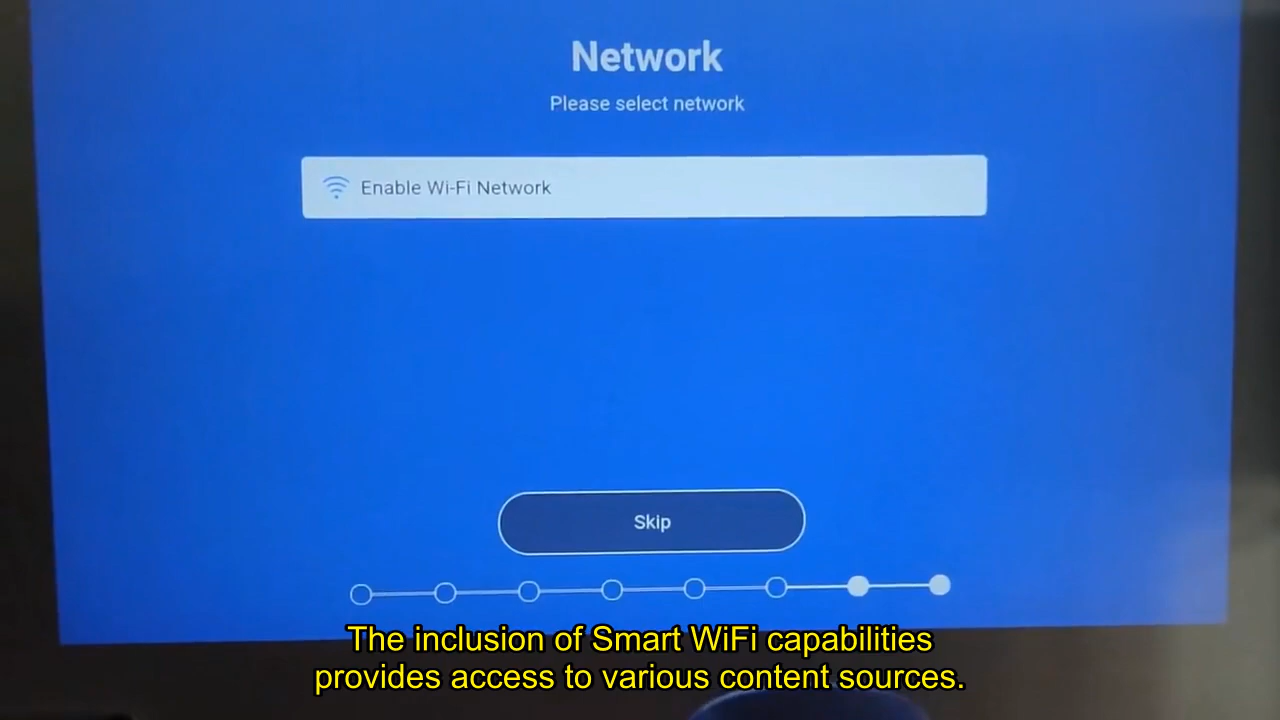 Network
Please select network
Enable Wi-Fi Network
Skip
The inclusion of Smart WiFi capabilities
provides access to various content sources.